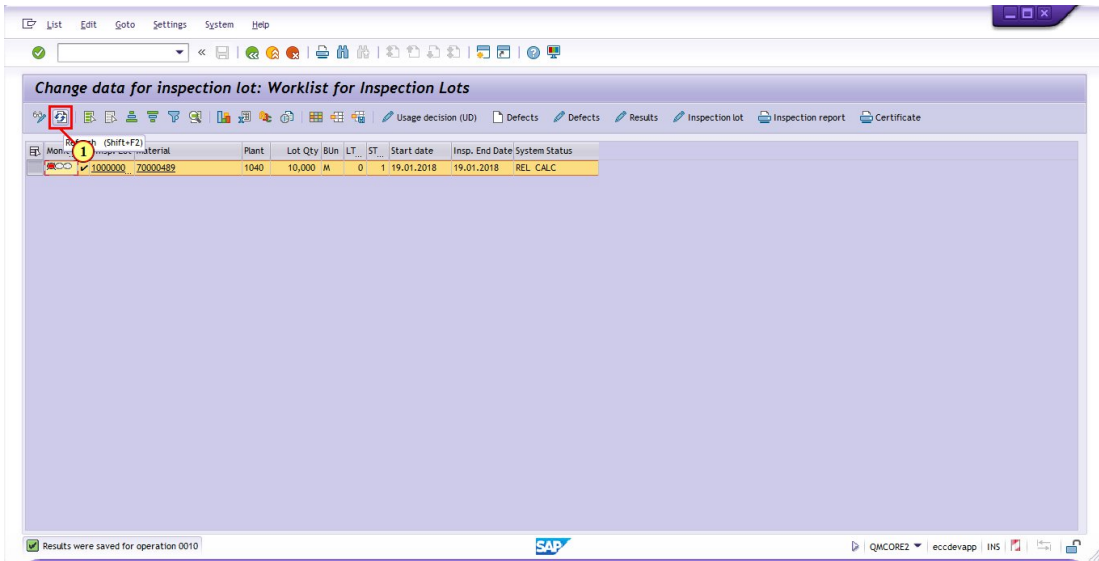 List Edit Goto Settings System Help
Change data for inspection lot: Worklist for Inspection Lots
Usage decision (UD) Defects Defects Results Inspection lot Inspection report Certificate
(Shift+F2)
1
Material Plant Lot Qty BUn LT ST Start date Insp. End Date System Status
1000000 70000489 1040 10,000 M 0 1 19.01.2018 19.01.2018 REL CALC
Results were saved for operation 0010 SAP QMCORE2 eccdevapp INS